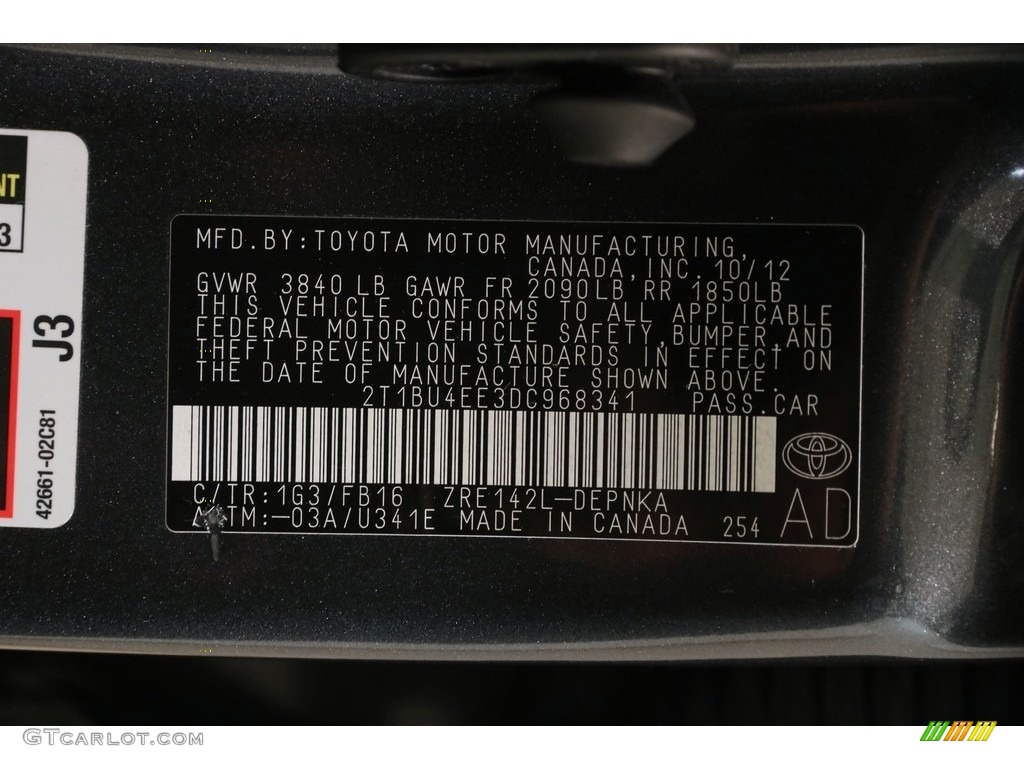 MFD.BY:TOYOTA MOTOR MANUFACTURING,
CANADA,INC. 10/12
GVWR 3840 LB GAWR FR 2090LB RR 1850LB
THIS VEHICLE CONFORMS TO ALL APPLICABLE
FEDERAL MOTOR VEHICLE SAFETY,BUMPER,AND
THEFT PREVENTION STANDARDS IN EFFECT ON
THE DATE OF MANUFACTURE SHOWN ABOVE.
2T1BU4EE3DC968341 PASS.CAR
C/TR:1G3/FB16 ZRE142L-DEPNKA
TM:-03A/U341E MADE IN CANADA 254
AD
NT
3
J3
42661-02C81
GTCarlot.com